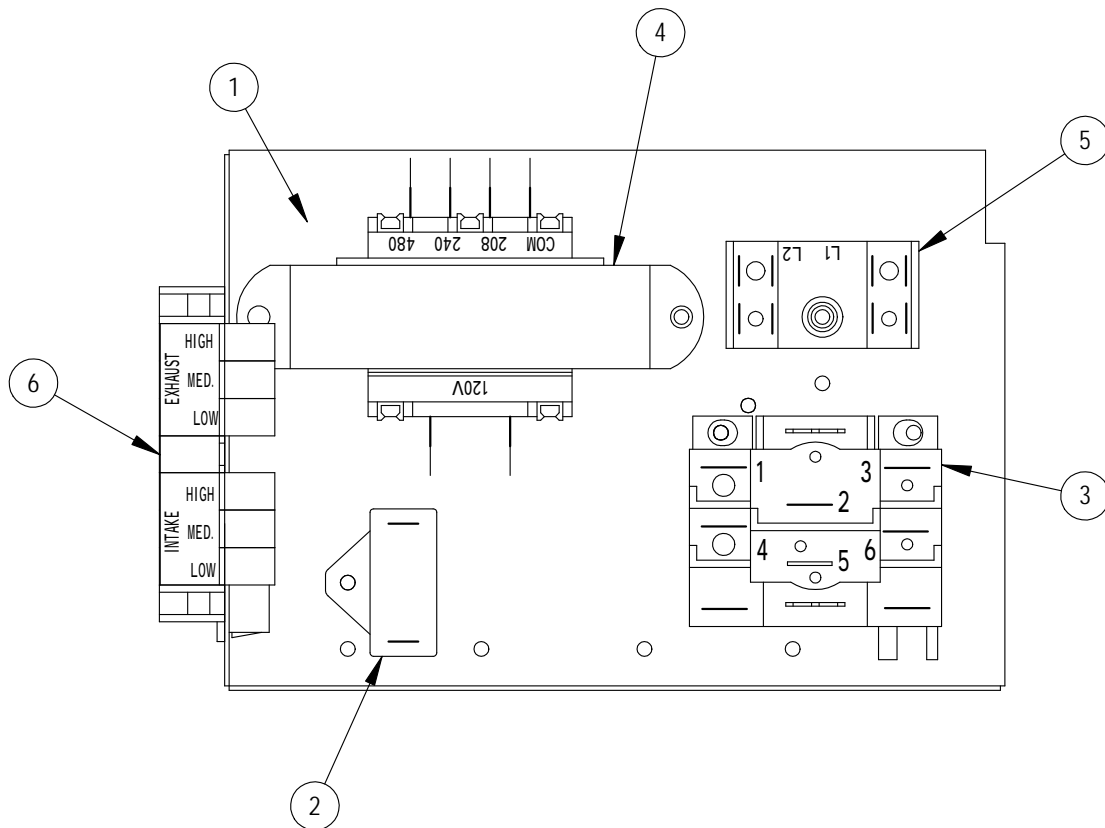 4
1
5
480 240 208 COM
L2 L1
EXHAUST
HIGH
MED.
LOW
120V
6
1 3
2
3
INTAKE
HIGH
MED.
LOW
4 5 6
2